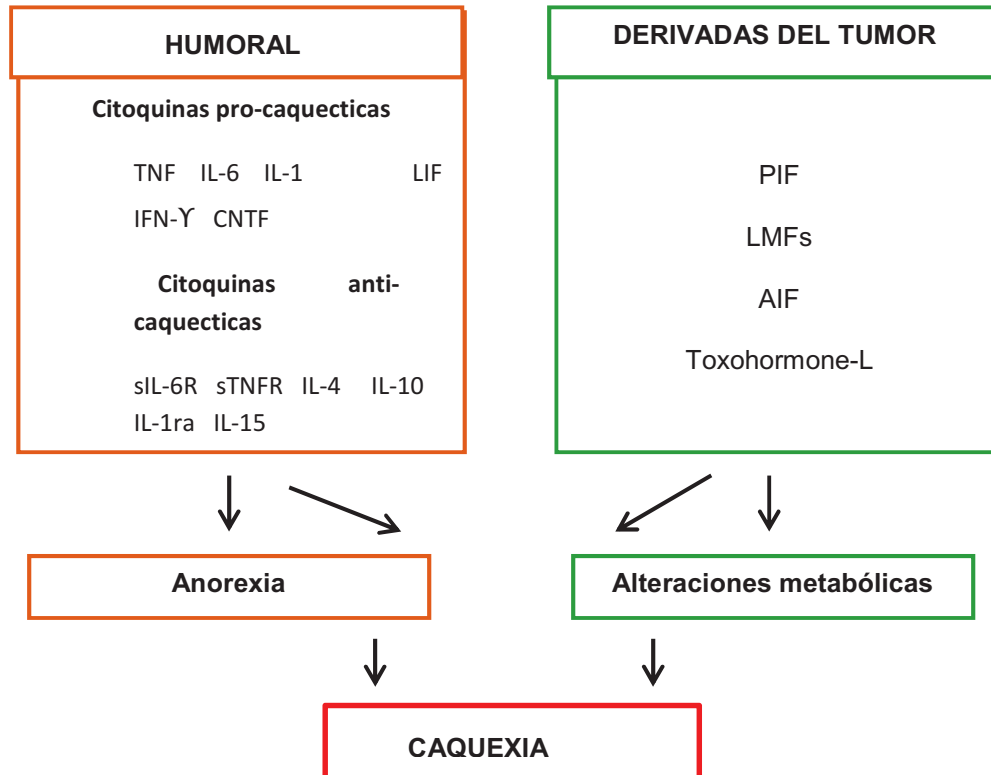 HUMORAL
Citoquinas pro-caquecticas
TNF IL-6 IL-1 LIF
IFN-ϒ CNTF
Citoquinas anti-
caquecticas
sIL-6R sTNFR IL-4 IL-10
IL-1ra IL-15
DERIVADAS DEL TUMOR
PIF
LMFs
AIF
Toxohormone-L
Anorexia
Alteraciones metabólicas
CAQUEXIA